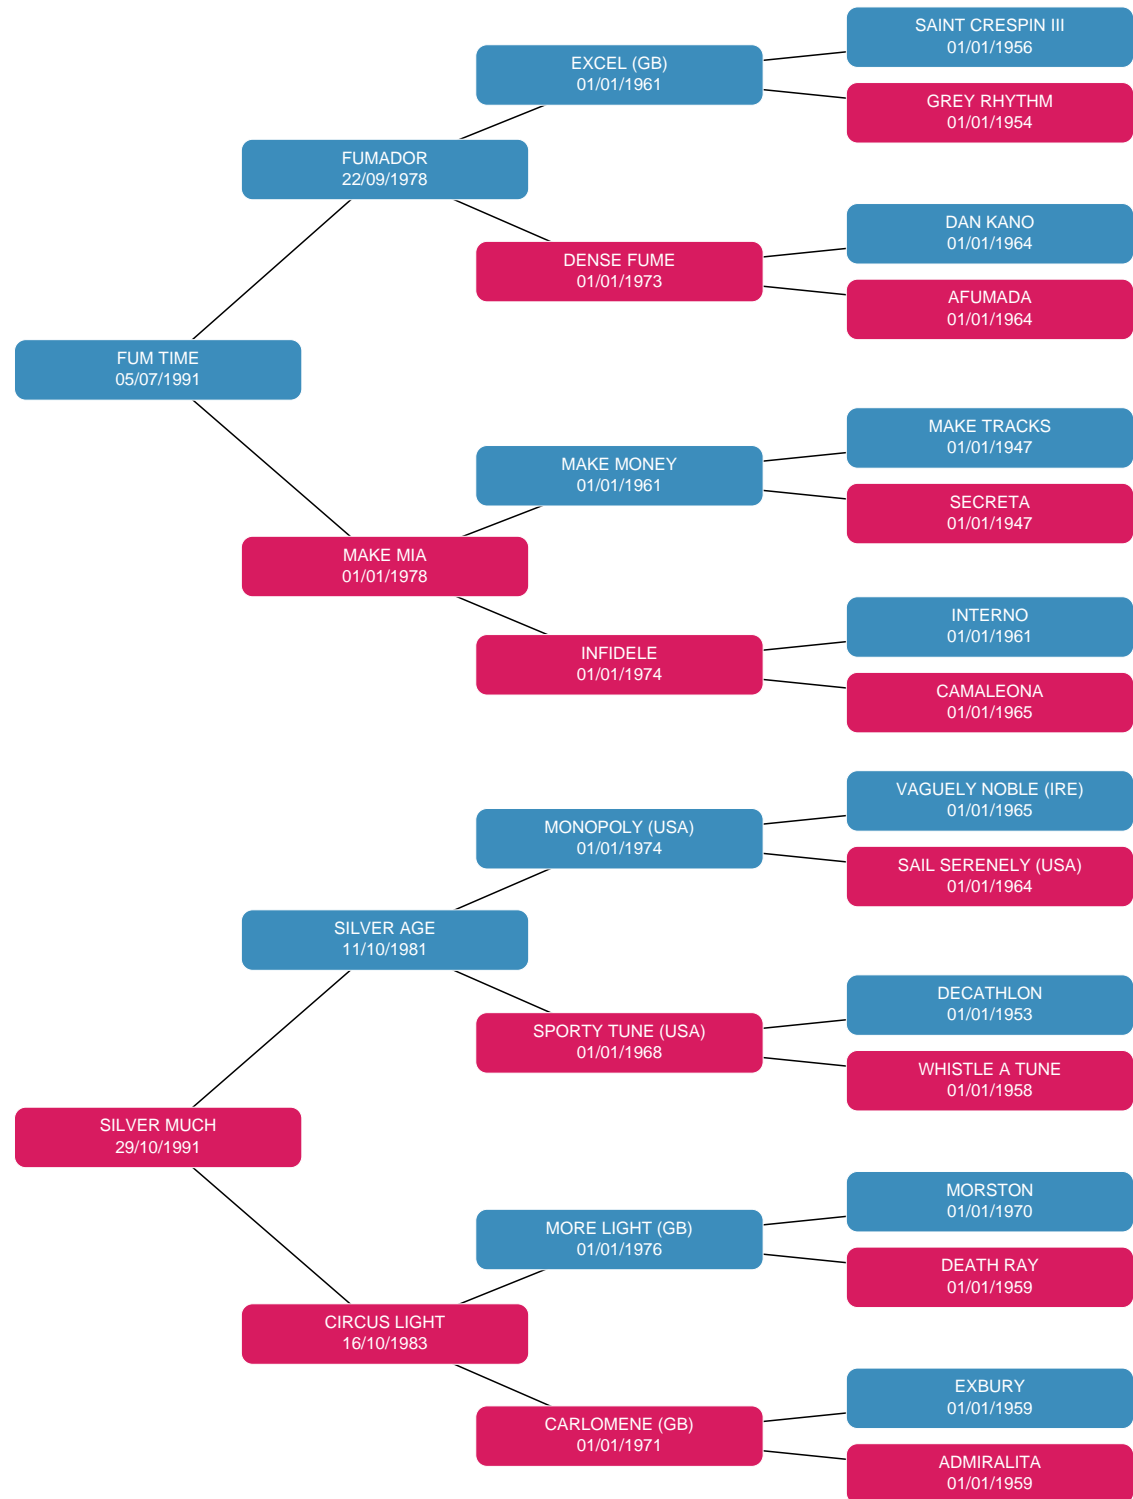 SAINT CRESPIN III
01/01/1956
EXCEL (GB)
01/01/1961
GREY RHYTHM
01/01/1954
FUMADOR
22/09/1978
DAN KANO
01/01/1964
DENSE FUME
01/01/1973
AFUMADA
01/01/1964
FUM TIME
05/07/1991
MAKE TRACKS
01/01/1947
MAKE MONEY
01/01/1961
SECRETA
01/01/1947
MAKE MIA
01/01/1978
INTERNO
01/01/1961
INFIDELE
01/01/1974
CAMALEONA
01/01/1965
VAGUELY NOBLE (IRE)
01/01/1965
MONOPOLY (USA)
01/01/1974
SAIL SERENELY (USA)
01/01/1964
SILVER AGE
11/10/1981
DECATHLON
01/01/1953
SPORTY TUNE (USA)
01/01/1968
WHISTLE A TUNE
01/01/1958
SILVER MUCH
29/10/1991
MORSTON
01/01/1970
MORE LIGHT (GB)
01/01/1976
DEATH RAY
01/01/1959
CIRCUS LIGHT
16/10/1983
EXBURY
01/01/1959
CARLOMENE (GB)
01/01/1971
ADMIRALITA
01/01/1959